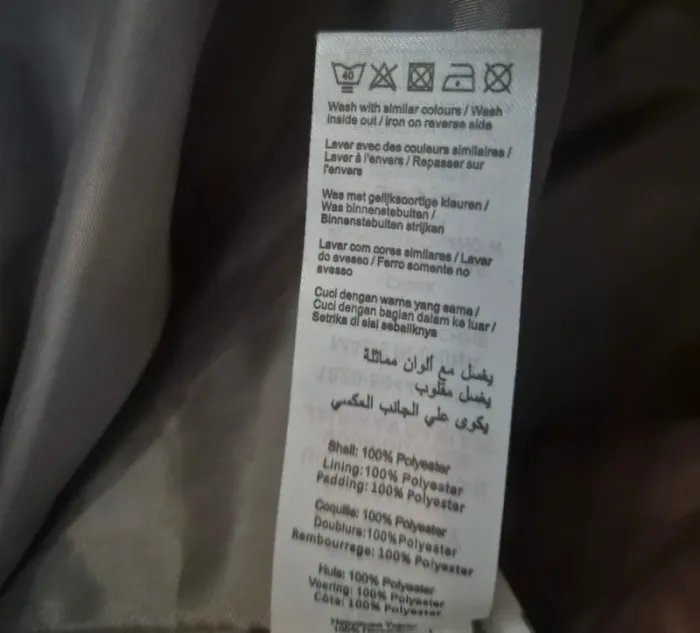 40
Wash with similar colours / Wash
inside out / Iron on reverse side
Laver avec des couleurs similaires /
Laver à l'envers / Repasser sur
l'envers
Was met gelijksoortige kleuren /
Was binnenstebuiten /
Binnenstebuiten strijken
Lavar com cores similares / Lavar
do avesso / Ferro somente no
avesso
Cuci dengan warna yang sama /
Cuci dengan bagian dalam ke luar /
Setrika di sisi sebaliknya
يغسل مع ألوان مماثلة
يغسل مقلوب
يكوى علي الجانب العكسي
Shell: 100% Polyester
Lining:100% Polyester
Padding: 100% Polyester
Coquille: 100% Polyester
Doublure:100%Polyester
Rembourrage: 100% Polyester
Huls: 100% Polyester
Voering: 100% Polyester
100%